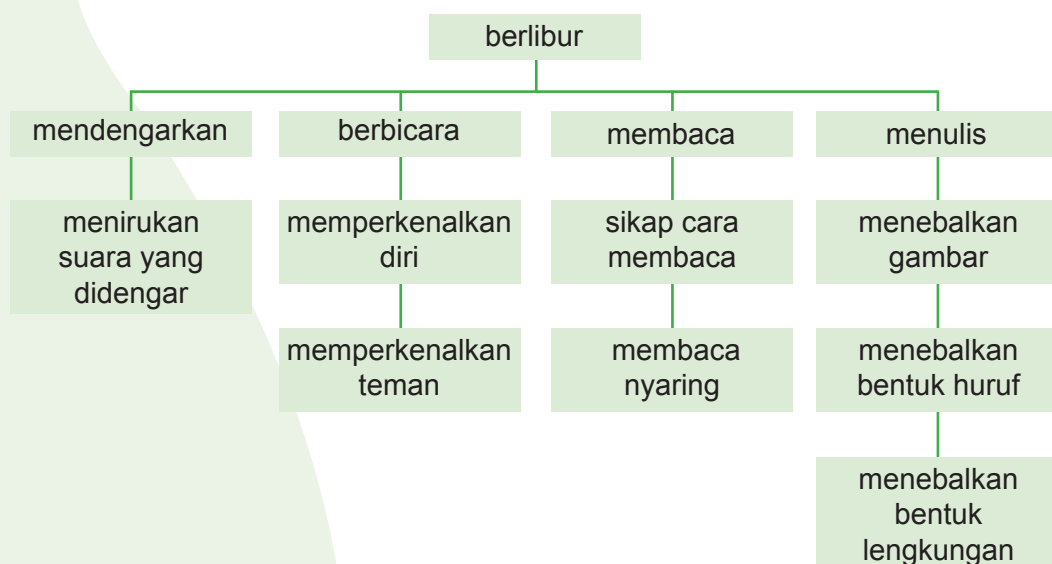 berlibur
mendengarkan
berbicara
membaca
menulis
menirukan
suara yang
didengar
memperkenalkan
diri
sikap cara
membaca
menebalkan
gambar
memperkenalkan
teman
membaca
nyaring
menebalkan
bentuk huruf
menebalkan
bentuk
lengkungan